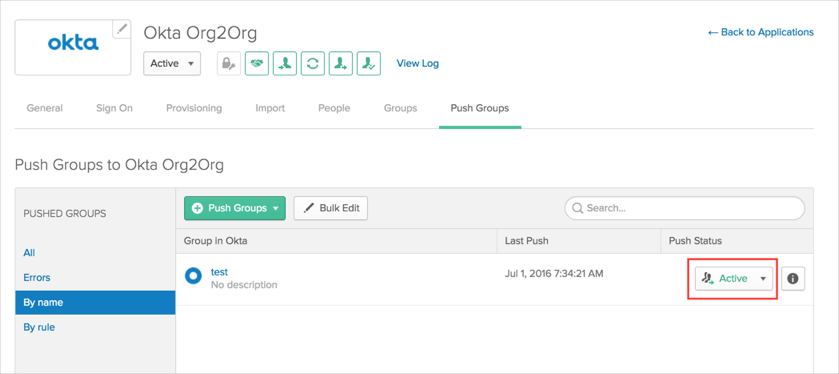 okta
Okta Org2Org
← Back to Applications
Active
View Log
General Sign On Provisioning Import People Groups Push Groups
Push Groups to Okta Org2Org
PUSHED GROUPS
All
Errors
By name
By rule
Push Groups Bulk Edit Search...
Group in Okta Last Push Push Status
test Jul 1, 2016 7:34:21 AM Active
No description